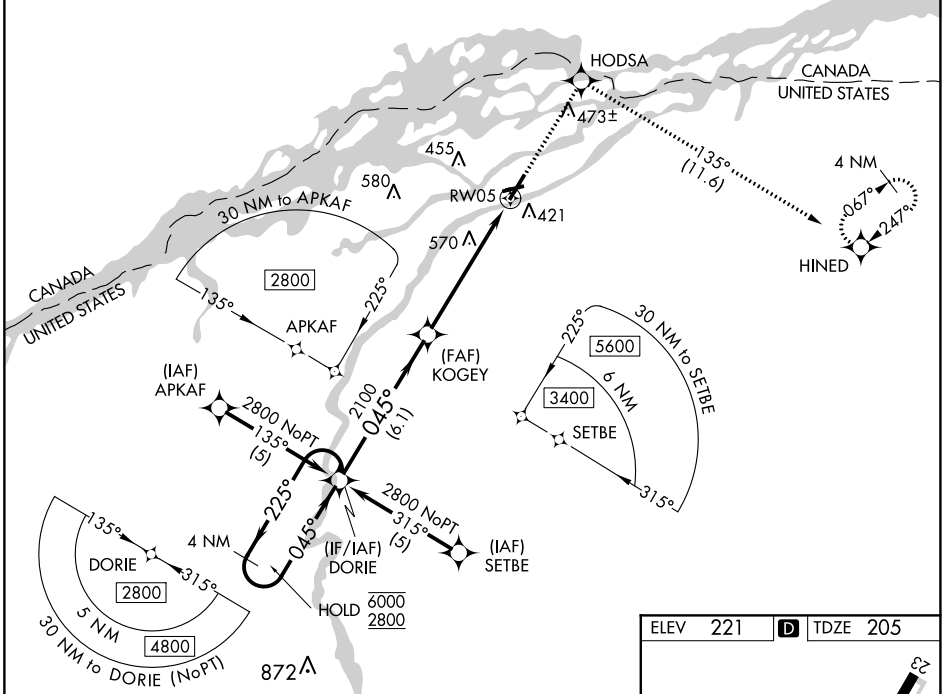 HODSA
CANADA
UNITED STATES
473±
135°
(11.6)
4 NM
067°
247°
HINED
455
580
RW05
421
570
30 NM to APKAF
2800
135°
225°
APKAF
CANADA
UNITED STATES
(FAF)
KOGEY
2100
045°
(6.1)
(IAF)
APKAF
2800 NoPT
135°
(5)
30 NM to SETBE
5600
225°
6 NM
3400
SETBE
315°
225°
045°
4 NM
(IF/IAF)
DORIE
2800 NoPT
315°
(5)
(IAF)
SETBE
HOLD
6000
2800
135°
DORIE
315°
2800
5 NM
4800
30 NM to DORIE (NoPT)
872
ELEV 221 D TDZE 205
23